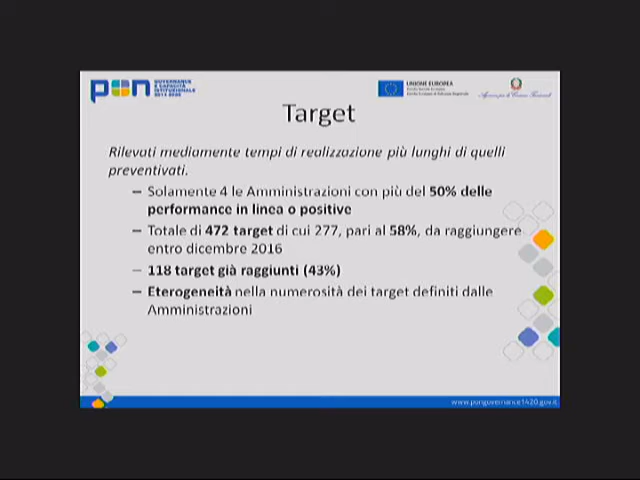 pon GOVERNANCE
E CAPACITÀ
ISTITUZIONALE
2014-2020
UNIONE EUROPEA
Target
Rilevati mediamente tempi di realizzazione più lunghi di quelli
preventivati.
– Solamente 4 le Amministrazioni con più del 50% delle
performance in linea o positive
– Totale di 472 target di cui 277, pari al 58%, da raggiungere
entro dicembre 2016
– 118 target già raggiunti (43%)
– Eterogeneità nella numerosità dei target definiti dalle
Amministrazioni
www.pongovernance1420.gov.it